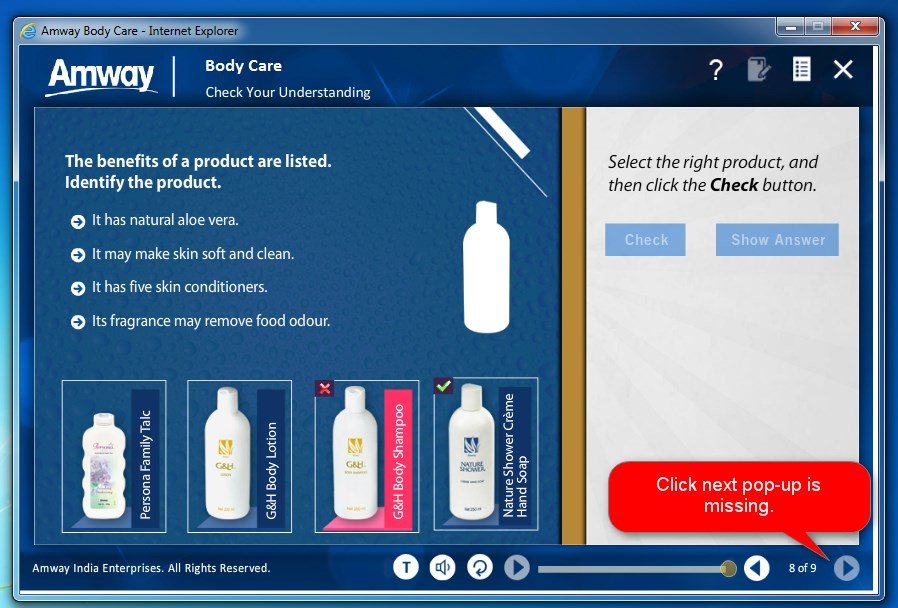 Amway Body Care - Internet Explorer
Amway
Body Care
Check Your Understanding
?
The benefits of a product are listed.
Identify the product.
It has natural aloe vera.
It may make skin soft and clean.
It has five skin conditioners.
Its fragrance may remove food odour.
Select the right product, and
then click the Check button.
Check
Show Answer
Persona Family Talc
G&H
G&H Body Lotion
G&H
G&H Body Shampoo
NATURE
SHOWER
Nature Shower Crème
Hand Soap
Click next pop-up is
missing.
Amway India Enterprises. All Rights Reserved.
T
8 of 9